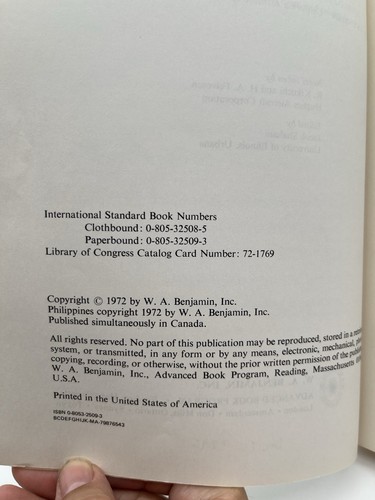 International Standard Book Numbers
Clothbound: 0-805-32508-5
Paperbound: 0-805-32509-3
Library of Congress Catalog Card Number: 72-1769
Copyright © 1972 by W. A. Benjamin, Inc.
Philippines copyright 1972 by W. A. Benjamin, Inc.
Published simultaneously in Canada.
All rights reserved. No part of this publication may be reproduced, stored in a
system, or transmitted, in any form or by any means, electronic, mechanical,
copying, recording, or otherwise, without the prior written permission of the
W. A. Benjamin, Inc., Advanced Book Program, Reading, Massachusetts
U.S.A.
Printed in the United States of America
ISBN 0-8053-2509-3
BCDEFGHIJK-MA-79876543